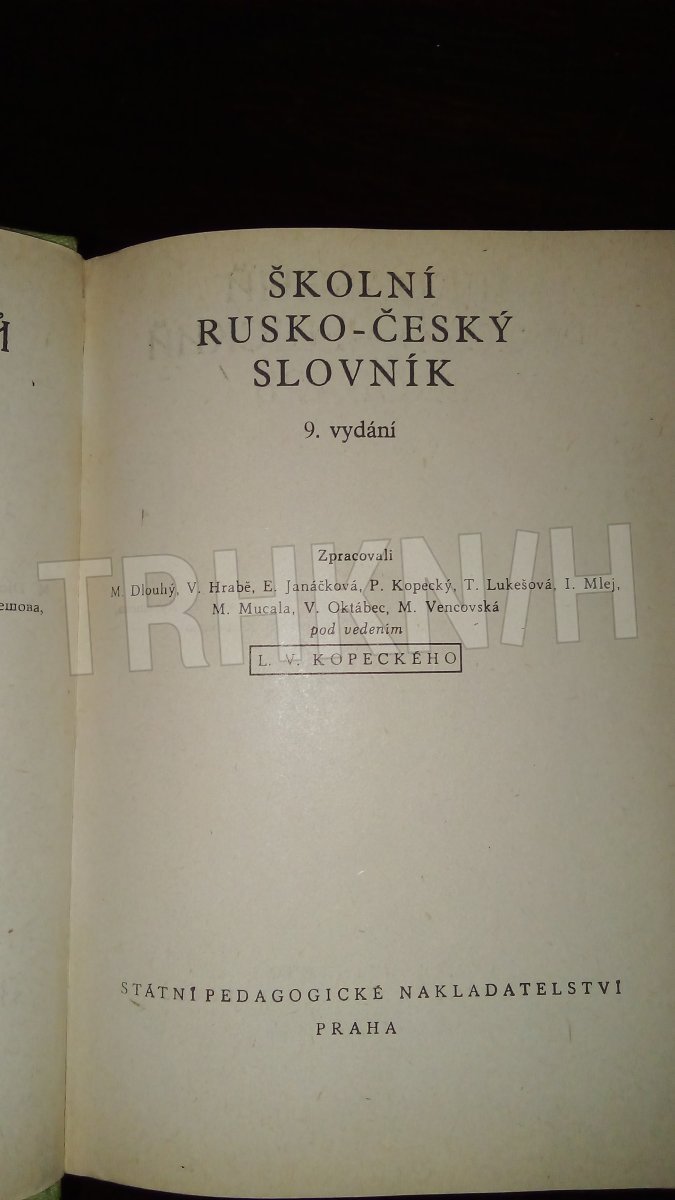 ŠKOLNÍ
RUSKO-ČESKÝ
SLOVNÍK
9. vydání
Zpracovali
M. Dlouhý, V. Hrabě, E. Janáčková, P. Kopecký, T. Lukešová, I. Mlej,
M. Mucala, V. Oktábec, M. Vencovská
pod vedením
L. V. KOPECKÉHO
STÁTNÍ PEDAGOGICKÉ NAKLADATELSTVÍ
PRAHA
TRHKN/H